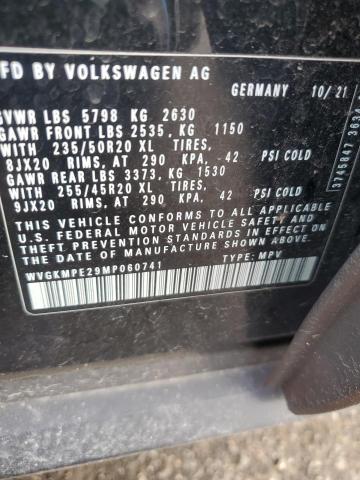 FD BY VOLKSWAGEN AG GERMANY 10/21
GVWR LBS 5798 KG 2630
GAWR FRONT LBS 2535, KG 1150
WITH 235/50R20 XL TIRES,
8JX20 RIMS, AT 290 KPA, 42 PSI COLD
GAWR REAR LBS 3373, KG 1530
WITH 255/45R20 XL TIRES,
9JX20 RIMS, AT 290 KPA, 42 PSI COLD
THIS VEHICLE CONFORMS TO ALL APPLICABLE
U.S. FEDERAL MOTOR VEHICLE SAFETY
THEFT PREVENTION STANDARDS IN EFFECT ON
THE DATE OF MANUFACTURE SHOWN ABOVE.
WVGKMPE29MP060741 TYPE: MPV
3745847 363